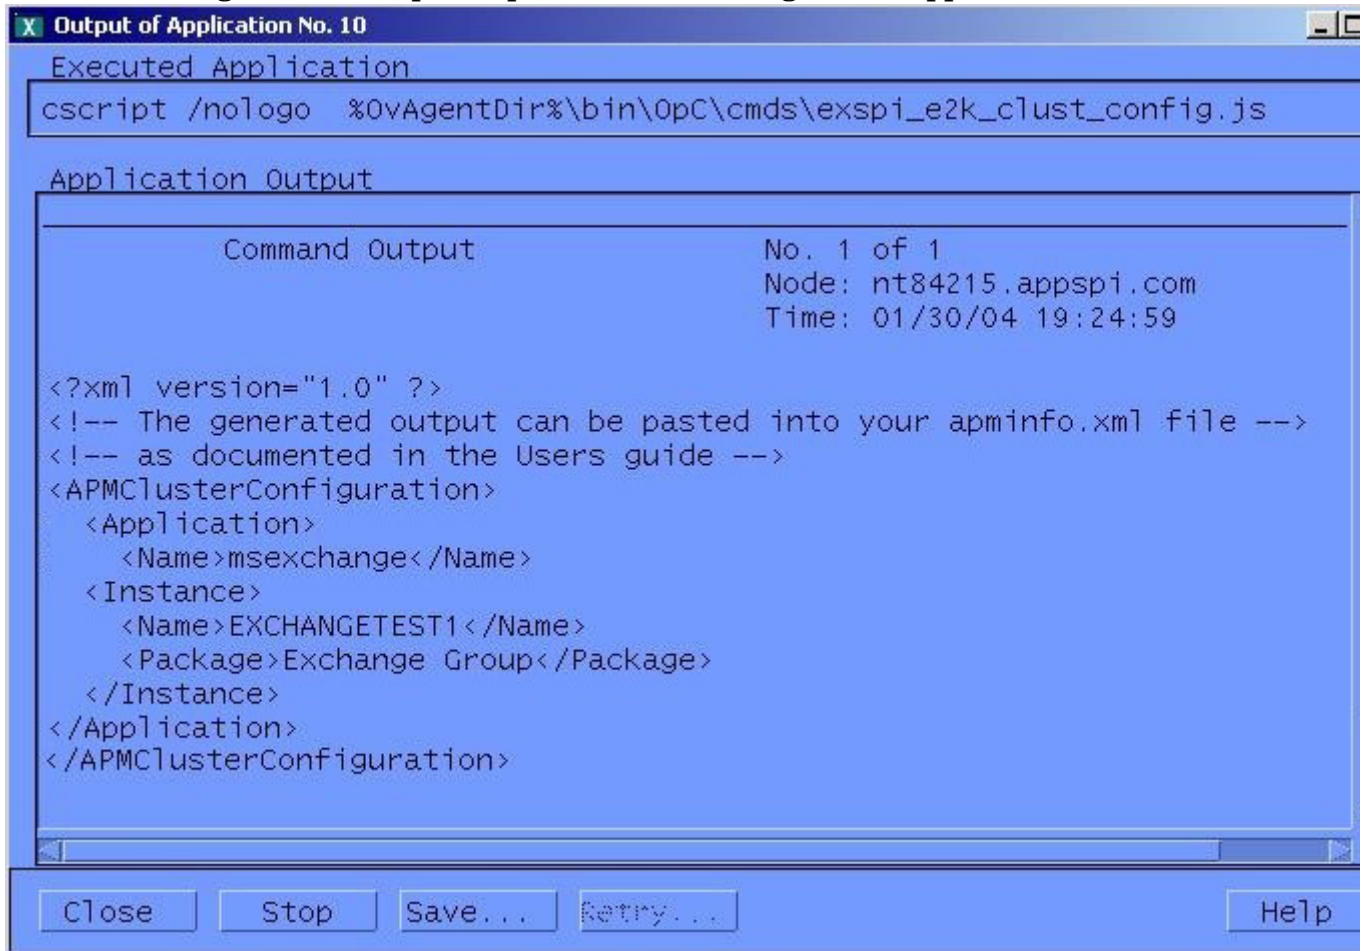 Output of Application No. 10
Executed Application
cscript /nologo  %OvAgentDir%\bin\OpC\cmds\exspi_e2k_clust_config.js
Application Output
Command Output No. 1 of 1
Node: nt84215.appspi.com
Time: 01/30/04 19:24:59
<?xml version="1.0" ?>
<!-- The generated output can be pasted into your apminfo.xml file -->
<!-- as documented in the Users guide -->
<APMClusterConfiguration>
  <Application>
    <Name>msexchange</Name>
  <Instance>
    <Name>EXCHANGETEST1</Name>
    <Package>Exchange Group</Package>
  </Instance>
</Application>
</APMClusterConfiguration>
Close Stop Save... Retry... Help